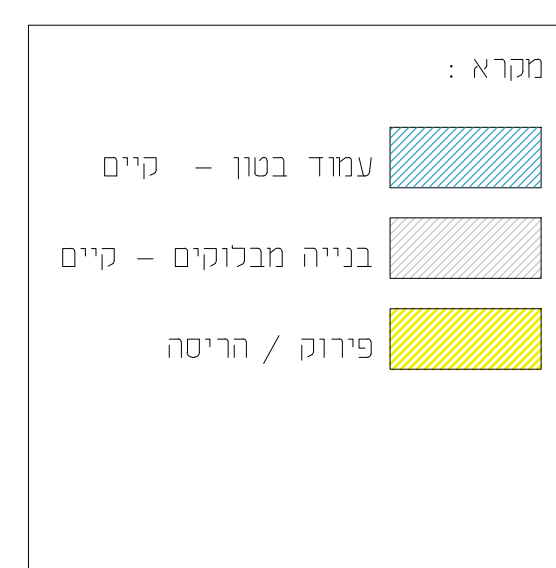 מקרא :
עמוד בטון - קיים
בנייה מבלוקים - קיים
פירוק / הריסה